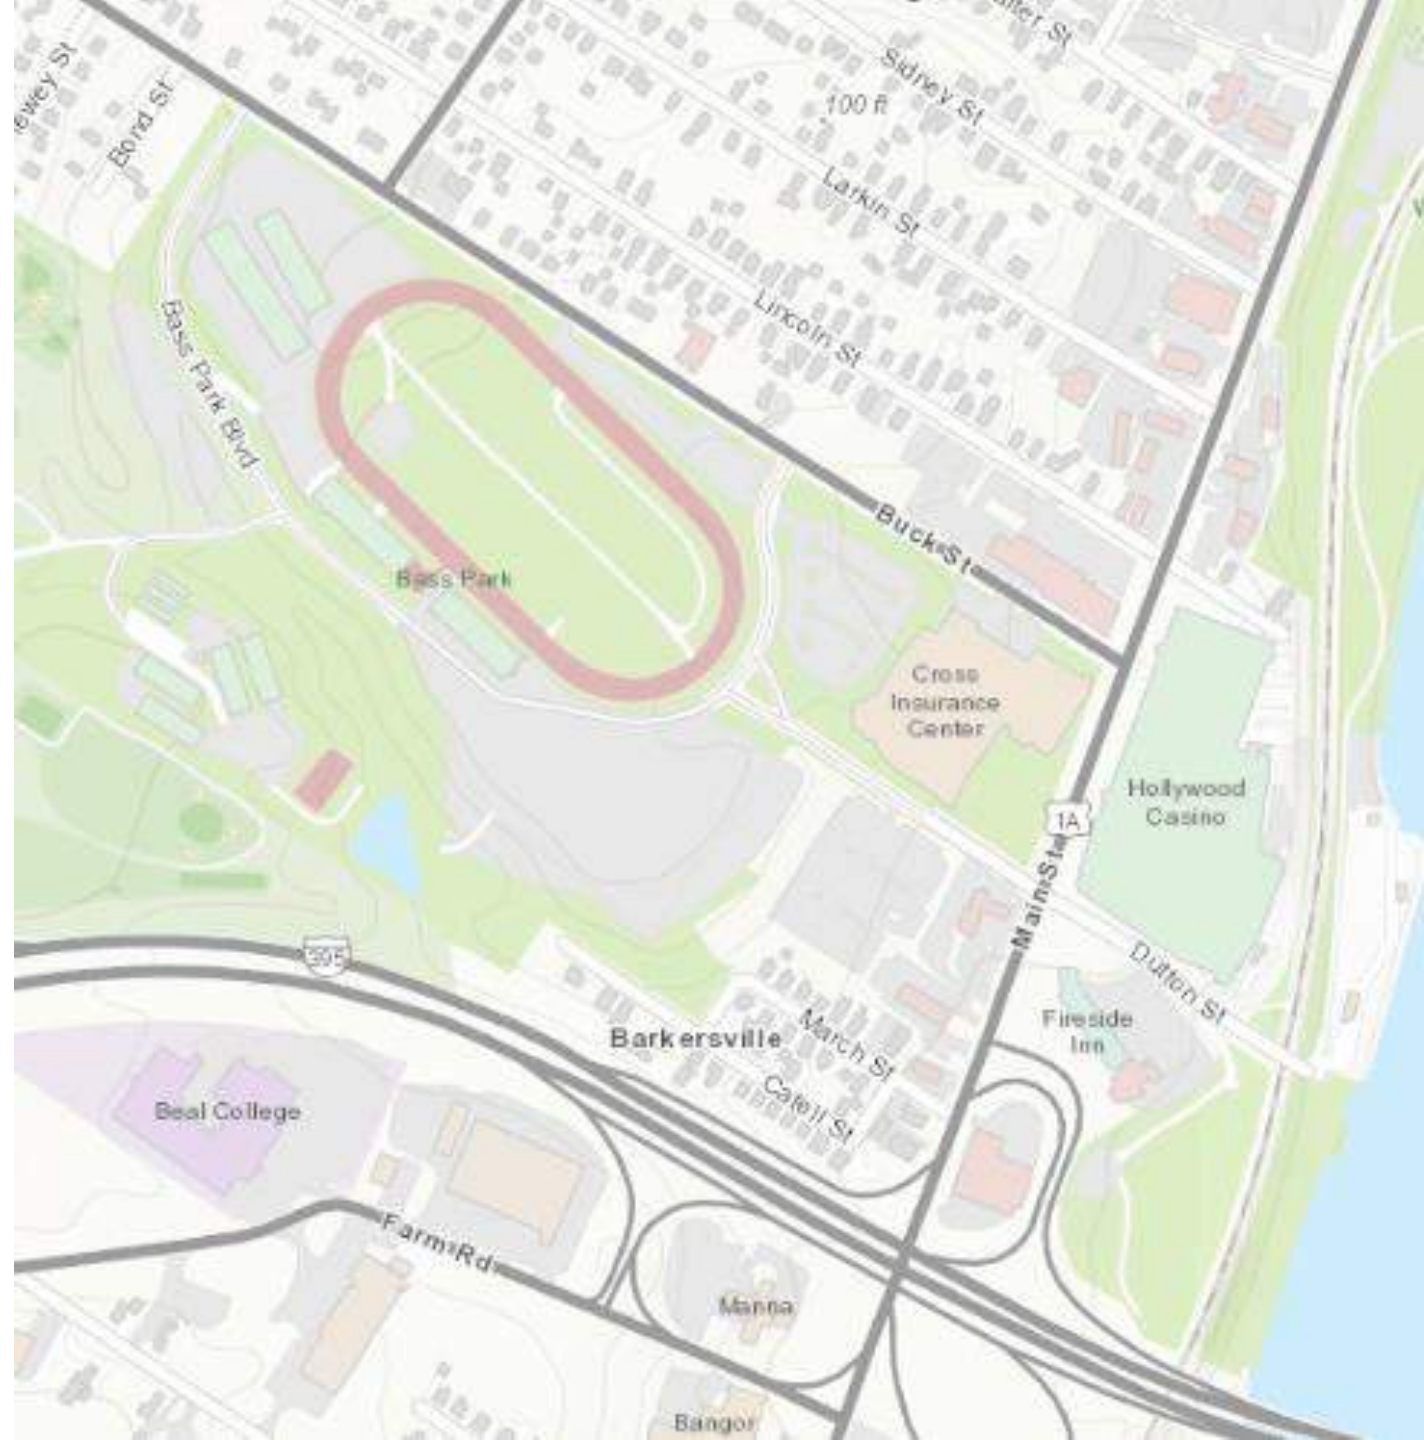 Sidney St
100 ft
Bond St
Larkin St
Lincoln St
Bass Park Blvd
Buck St
Bass Park
Cross
Insurance
Center
Hollywood
Casino
1A
Main St
395
Dutton St
Fireside
Inn
Barkersville
March St
Catell St
Beal College
Farm Rd
Manna
Bangor